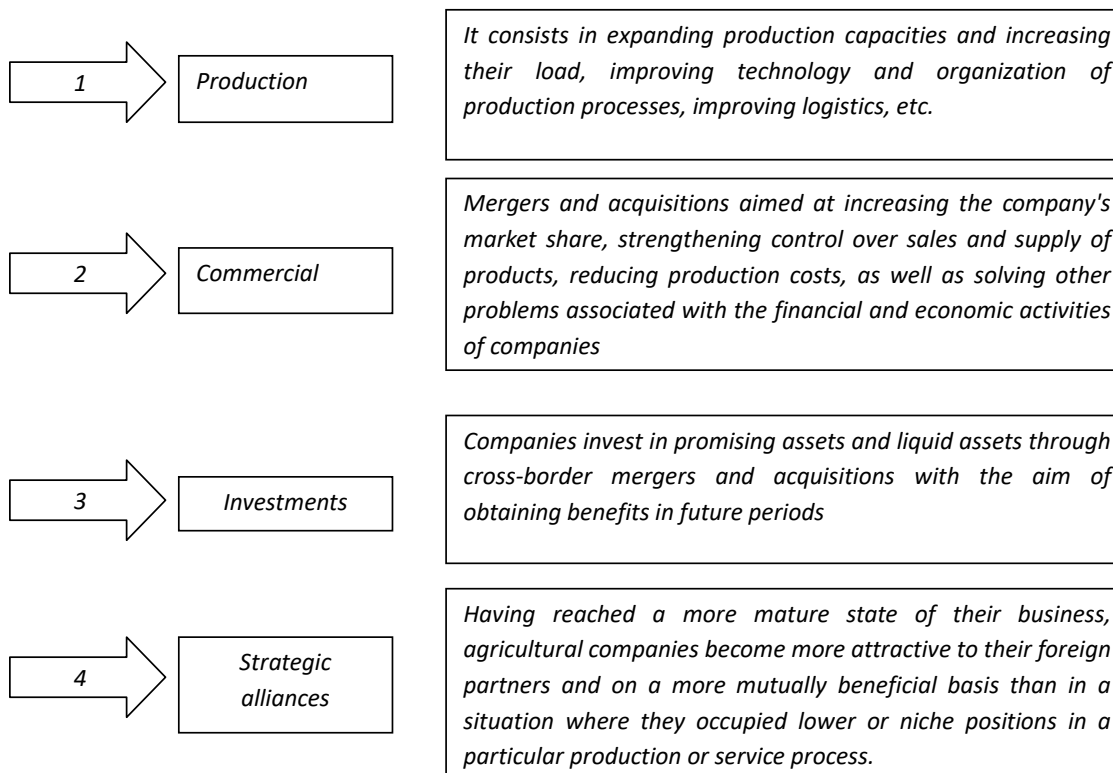 1
Production
It consists in expanding production capacities and increasing
their load, improving technology and organization of
production processes, improving logistics, etc.
2
Commercial
Mergers and acquisitions aimed at increasing the company's
market share, strengthening control over sales and supply of
products, reducing production costs, as well as solving other
problems associated with the financial and economic activities
of companies
3
Investments
Companies invest in promising assets and liquid assets through
cross-border mergers and acquisitions with the aim of
obtaining benefits in future periods
4
Strategic
alliances
Having reached a more mature state of their business,
agricultural companies become more attractive to their foreign
partners and on a more mutually beneficial basis than in a
situation where they occupied lower or niche positions in a
particular production or service process.